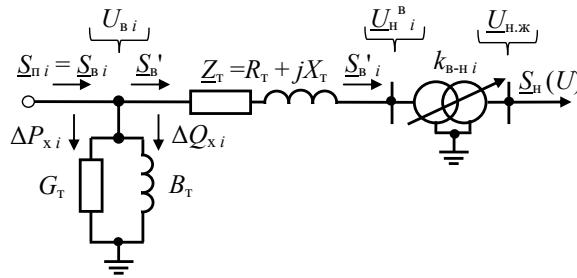 U в i
U н в i
U н.ж
S п i = S в i
S в'
Z т = R т + jX т
S в' i
k в-н i
S н (U)
ΔP х i
ΔQ х i
G т
B т